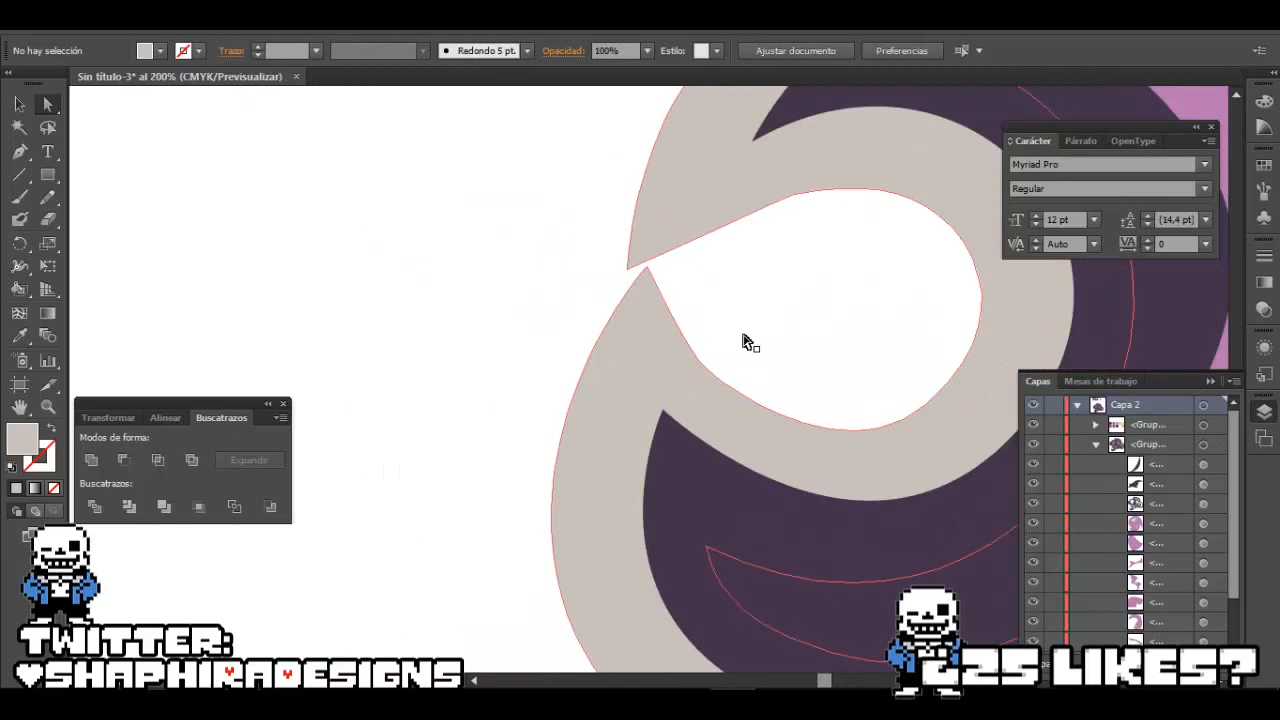 No hay selección
Trazo:
Redondo 5 pt.
Opacidad:
100%
Estilo:
Ajustar documento
Preferencias
Sin título-3* al 200% (CMYK/Previsualizar)
Carácter
Párrafo
OpenType
Myriad Pro
Regular
12 pt
(14,4 pt)
Auto
0
Capas
Mesas de trabajo
Capa 2
<Grup...
<Grup...
<...
<...
<...
<...
<...
<...
<...
<...
<...
Transformar
Alinear
Buscatrazos
Modos de forma:
Expandir
Buscatrazos:
TWITTER:
SHAPHIRADESIGNS
625 LIKES?